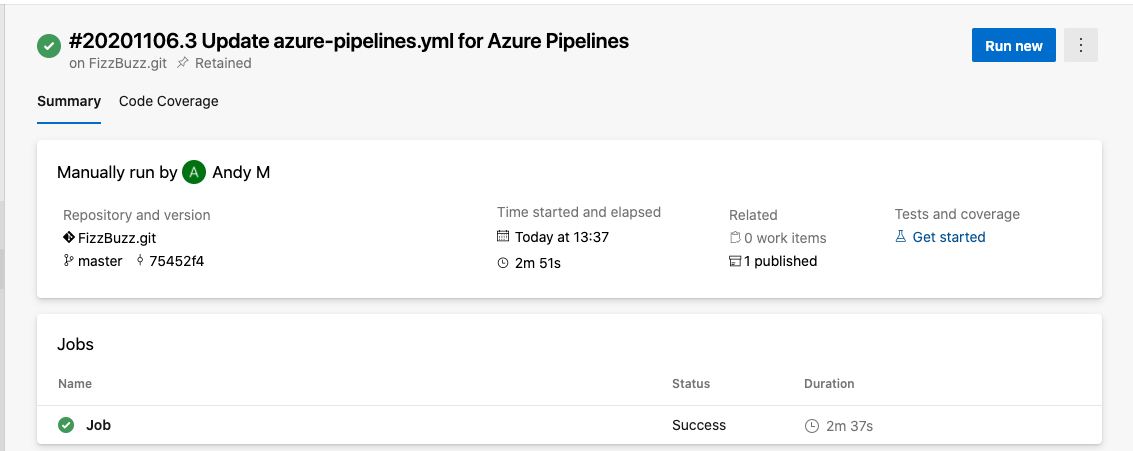 #20201106.3 Update azure-pipelines.yml for Azure Pipelines
on FizzBuzz.git Retained
Run new
Summary Code Coverage
Manually run by A Andy M
Repository and version
FizzBuzz.git
master 75452f4
Time started and elapsed
Today at 13:37
2m 51s
Related
0 work items
1 published
Tests and coverage
Get started
Jobs
Name Status Duration
Job Success 2m 37s